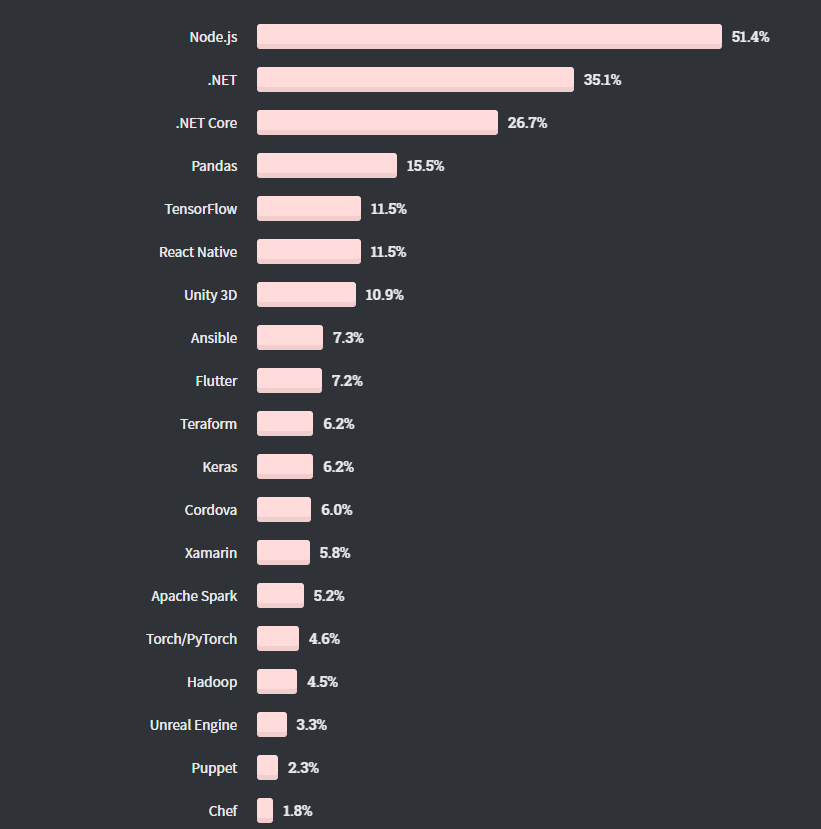 Node.js 51.4%
.NET 35.1%
.NET Core 26.7%
Pandas 15.5%
TensorFlow 11.5%
React Native 11.5%
Unity 3D 10.9%
Ansible 7.3%
Flutter 7.2%
Teraform 6.2%
Keras 6.2%
Cordova 6.0%
Xamarin 5.8%
Apache Spark 5.2%
Torch/PyTorch 4.6%
Hadoop 4.5%
Unreal Engine 3.3%
Puppet 2.3%
Chef 1.8%